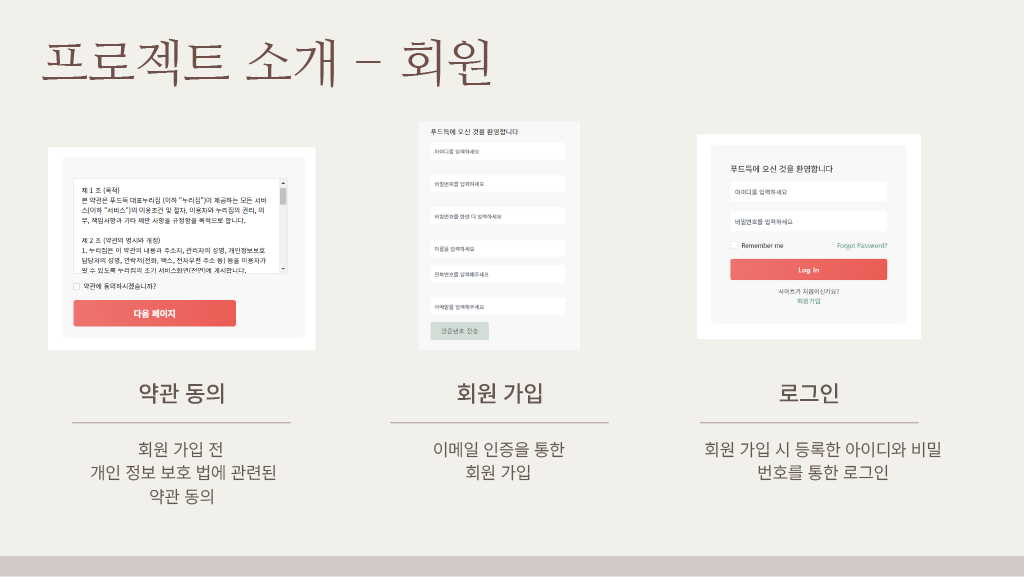 프로젝트 소개 – 회원
제 1 조 (목적)
본 약관은 푸드득 대표누리집 (이하 "누리집")이 제공하는 모든 서비
스(이하 "서비스")의 이용조건 및 절차, 이용자와 누리집의 권리, 의
무, 책임사항과 기타 제반 사항을 규정함을 목적으로 합니다.
제 2 조 (약관의 명시와 개정)
1. 누리집은 이 약관의 내용과 주소지, 관리자의 성명, 개인정보보호
담당자의 성명, 연락처(전화, 팩스, 전자우편 주소 등) 등을 이용자가
알 수 있도록 누리집의 초기 서비스화면(전면)에 게시합니다.
약관에 동의하시겠습니까?
다음 페이지
약관 동의
회원 가입 전
개인 정보 보호 법에 관련된
약관 동의
푸드득에 오신 것을 환영합니다
아이디를 입력하세요
비밀번호를 입력하세요
비밀번호를 한번 더 입력하세요
이름을 입력하세요
전화번호를 입력해주세요
이메일을 입력해주세요
인증번호 전송
회원 가입
이메일 인증을 통한
회원 가입
푸드득에 오신 것을 환영합니다
아이디를 입력하세요
비밀번호를 입력하세요
Remember me Forgot Password?
Log In
사이트가 처음이신가요?
회원가입
로그인
회원 가입 시 등록한 아이디와 비밀
번호를 통한 로그인